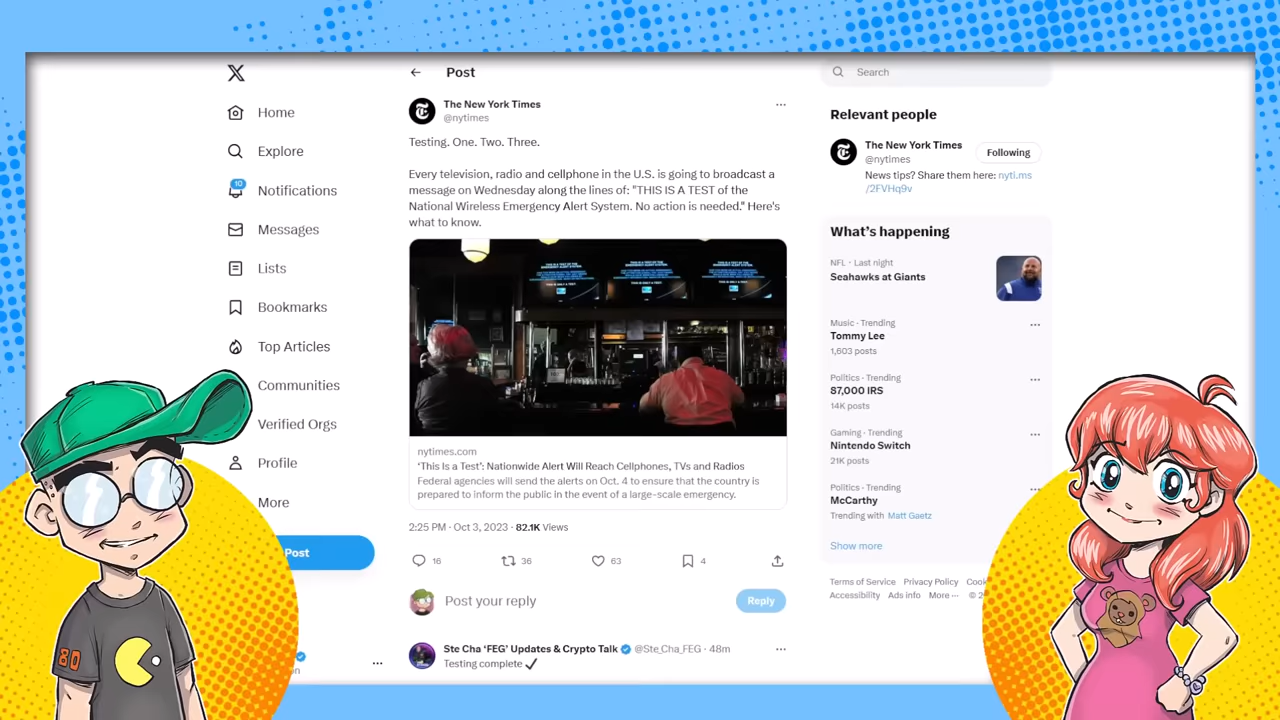 Home
Explore
10
Notifications
Messages
Lists
Bookmarks
Top Articles
Communities
Verified Orgs
Profile
More
Post
80
Post
The New York Times
@nytimes
Testing. One. Two. Three.
Every television, radio and cellphone in the U.S. is going to broadcast a
message on Wednesday along the lines of: "THIS IS A TEST of the
National Wireless Emergency Alert System. No action is needed." Here's
what to know.
nytimes.com
‘This Is a Test’: Nationwide Alert Will Reach Cellphones, TVs and Radios
Federal agencies will send the alerts on Oct. 4 to ensure that the country is
prepared to inform the public in the event of a large-scale emergency.
2:25 PM · Oct 3, 2023 · 82.1K Views
16 36 63 4
Post your reply
Reply
Ste Cha ‘FEG’ Updates & Crypto Talk @Ste_Cha_FEG · 48m
Testing complete
Search
Relevant people
The New York Times
@nytimes
Following
News tips? Share them here: nyti.ms
/2FVHq9v
What’s happening
NFL · Last night
Seahawks at Giants
Music · Trending
Tommy Lee
1,603 posts
Politics · Trending
87,000 IRS
14K posts
Gaming · Trending
Nintendo Switch
21K posts
Politics · Trending
McCarthy
Trending with Matt Gaetz
Show more
Terms of Service Privacy Policy
Accessibility Ads info More ···